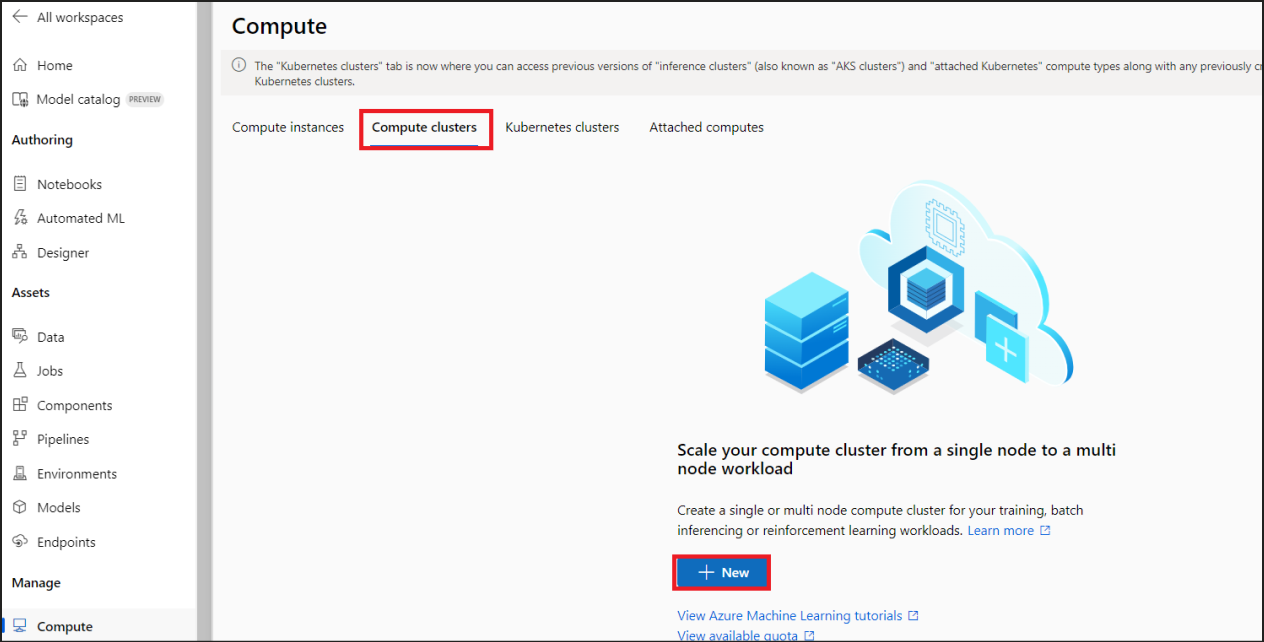 All workspaces
Home
Model catalog PREVIEW
Authoring
Notebooks
Automated ML
Designer
Assets
Data
Jobs
Components
Pipelines
Environments
Models
Endpoints
Manage
Compute
Compute
The "Kubernetes clusters" tab is now where you can access previous versions of "inference clusters" (also known as "AKS clusters") and "attached Kubernetes" compute types along with any previously
Kubernetes clusters.
Compute instances Compute clusters Kubernetes clusters Attached computes
Scale your compute cluster from a single node to a multi
node workload
Create a single or multi node compute cluster for your training, batch
inferencing or reinforcement learning workloads. Learn more
New
View Azure Machine Learning tutorials
View available quota